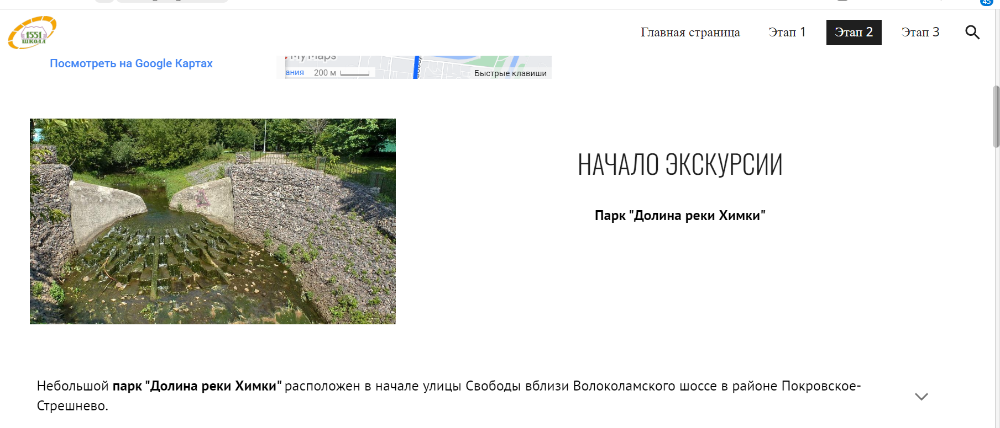 45
1551
ШКОЛА
Главная страница
Этап 1
Этап 2
Этап 3
Посмотреть на Google Картах
My Maps
ания
200 м
Быстрые клавиши
НАЧАЛО ЭКСКУРСИИ
Парк "Долина реки Химки"
Небольшой парк "Долина реки Химки" расположен в начале улицы Свободы вблизи Волоколамского шоссе в районе Покровское-
Стрешнево.